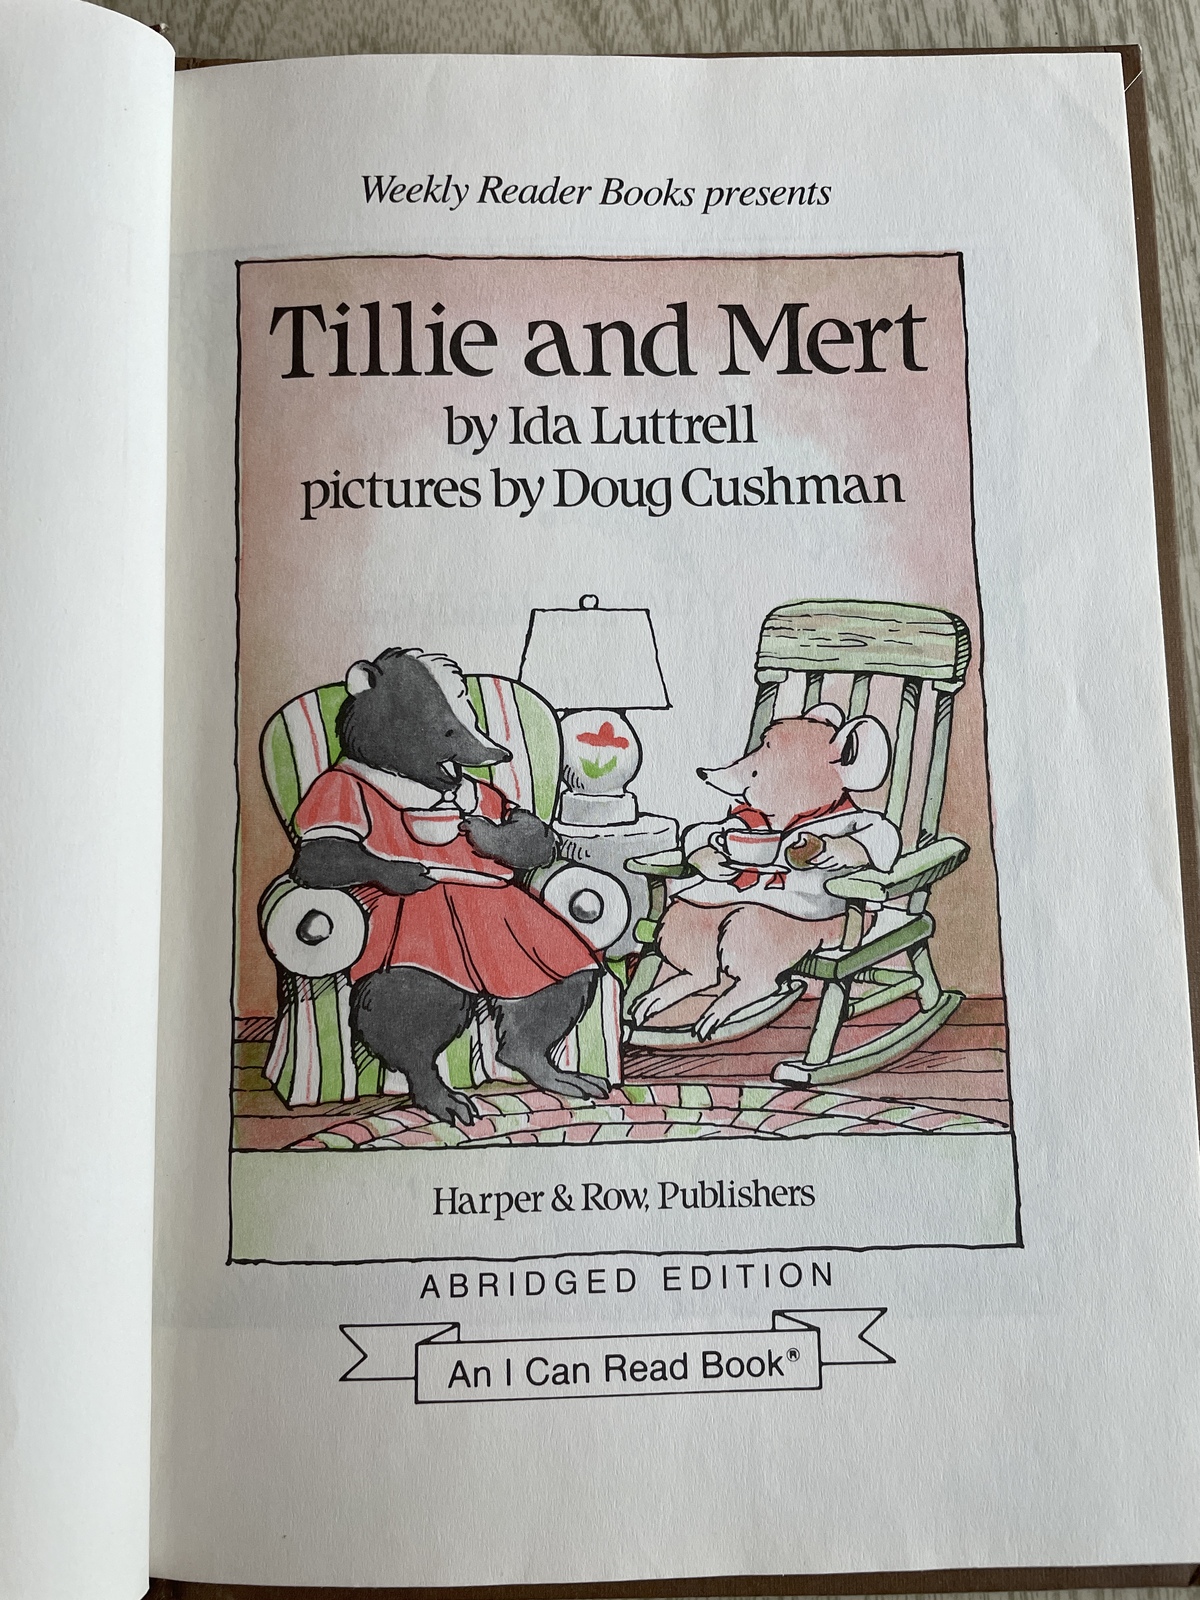 Weekly Reader Books presents
Tillie and Mert
by Ida Luttrell
pictures by Doug Cushman
Harper & Row, Publishers
ABRIDGED EDITION
An I Can Read Book®